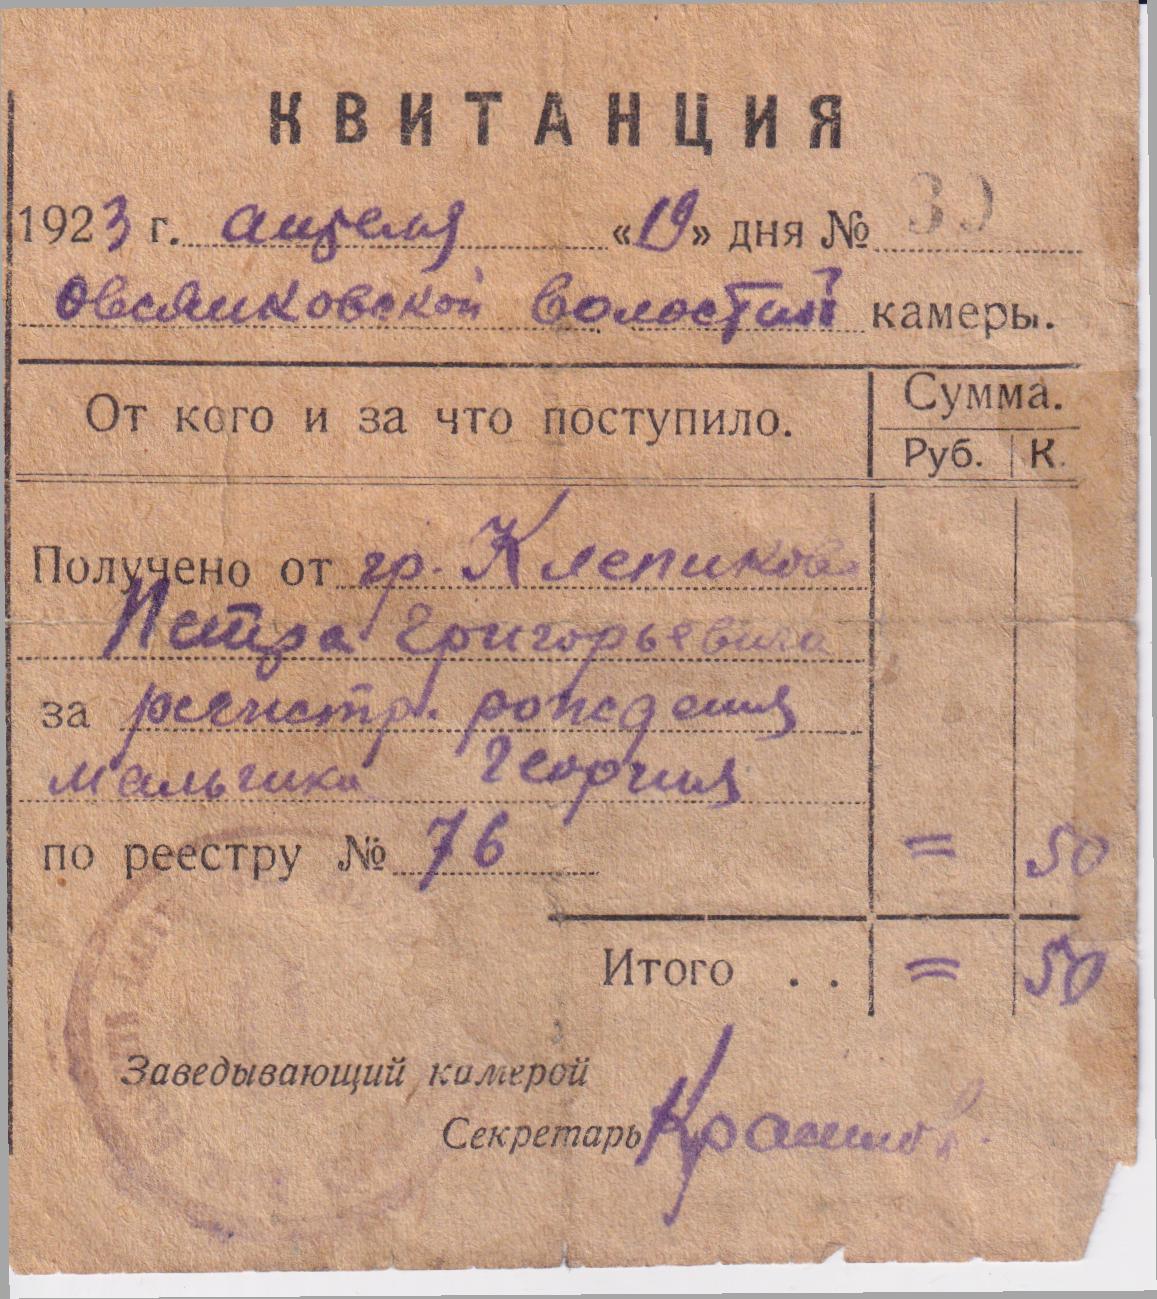 КВИТАНЦИЯ
1923 г. апреля «19» дня № 39
Овсянковской волостной камеры.
От кого и за что поступило.
Сумма.
Руб. К.
Получено от гр. Клепикова
Петра Григорьевича
за регистр. рождения
мальчика Георгия
по реестру № 76 = 50
Итого . . = 50
Заведывающий камерой
Секретарь